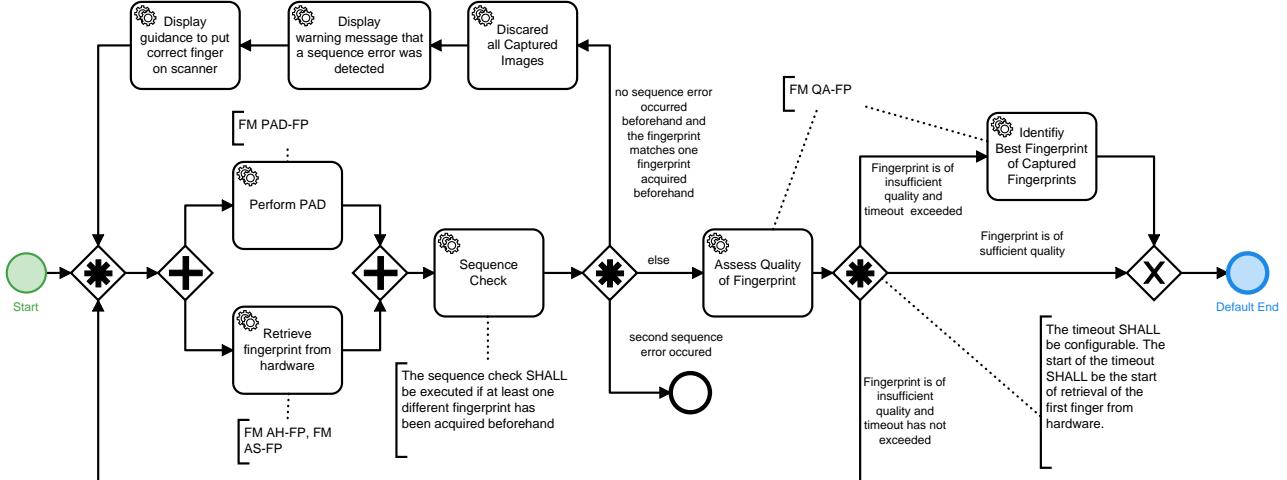 Display
guidance to put
correct finger
on scanner
Display
warning message that
a sequence error was
detected
Discared
all Captured
Images
no sequence error
occurred
beforehand and
the fingerprint
matches one
fingerprint
acquired
beforehand
FM QA-FP
FM PAD-FP
Perform PAD
Identifiy
Best Fingerprint
of Captured
Fingerprints
Fingerprint is of
insufficient
quality and
timeout  exceeded
Fingerprint is of
sufficient quality
Start
Sequence
Check
else
Assess Quality
of Fingerprint
X
Default End
Retrieve
fingerprint from
hardware
second sequence
error occured
The sequence check SHALL
be executed if at least one
different fingerprint has
been acquired beforehand
The timeout SHALL
be configurable. The
start of the timeout
SHALL be the start
of retrieval of the
first finger from
hardware.
Fingerprint is of
insufficient
quality and
timeout has not
exceeded
FM AH-FP, FM
AS-FP